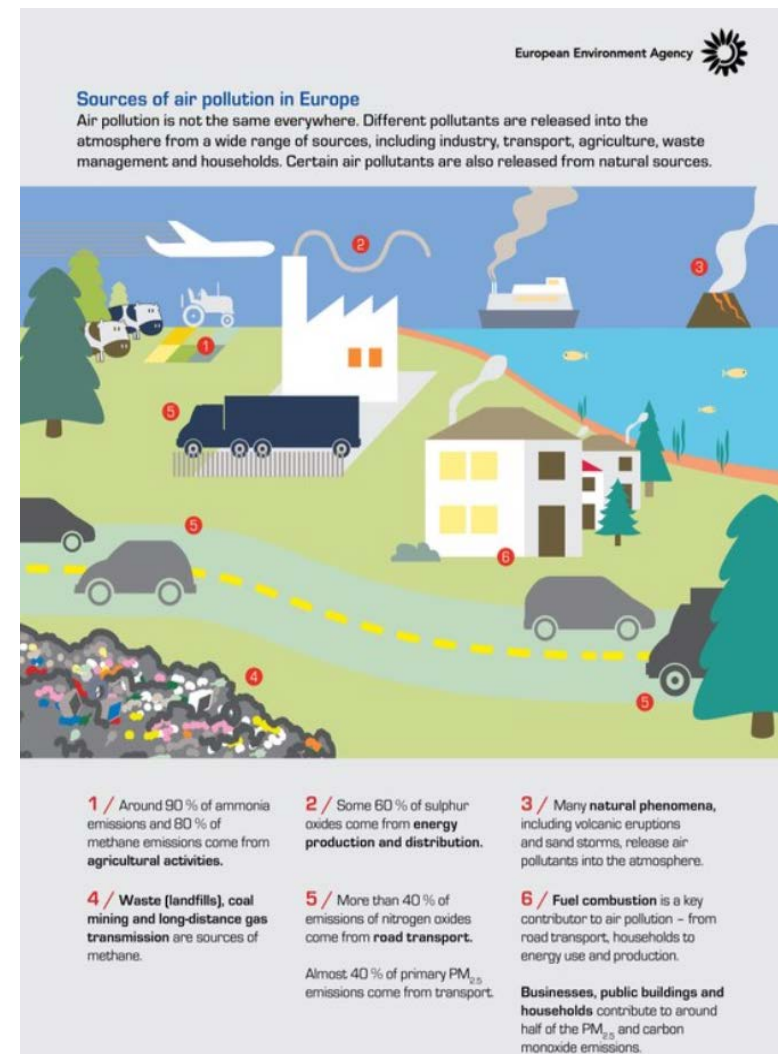 European Environment Agency
Sources of air pollution in Europe
Air pollution is not the same everywhere. Different pollutants are released into the
atmosphere from a wide range of sources, including industry, transport, agriculture, waste
management and households. Certain air pollutants are also released from natural sources.
2
3
1
5
5
6
4
5
1 / Around 90 % of ammonia
emissions and 80 % of
methane emissions come from
agricultural activities.
2 / Some 60 % of sulphur
oxides come from energy
production and distribution.
3 / Many natural phenomena,
including volcanic eruptions
and sand storms, release air
pollutants into the atmosphere.
4 / Waste (landfills), coal
mining and long-distance gas
transmission are sources of
methane.
5 / More than 40 % of
emissions of nitrogen oxides
come from road transport.
Almost 40 % of primary PM2.5
emissions come from transport.
6 / Fuel combustion is a key
contributor to air pollution – from
road transport, households to
energy use and production.
Businesses, public buildings and
households contribute to around
half of the PM2.5 and carbon
monoxide emissions.